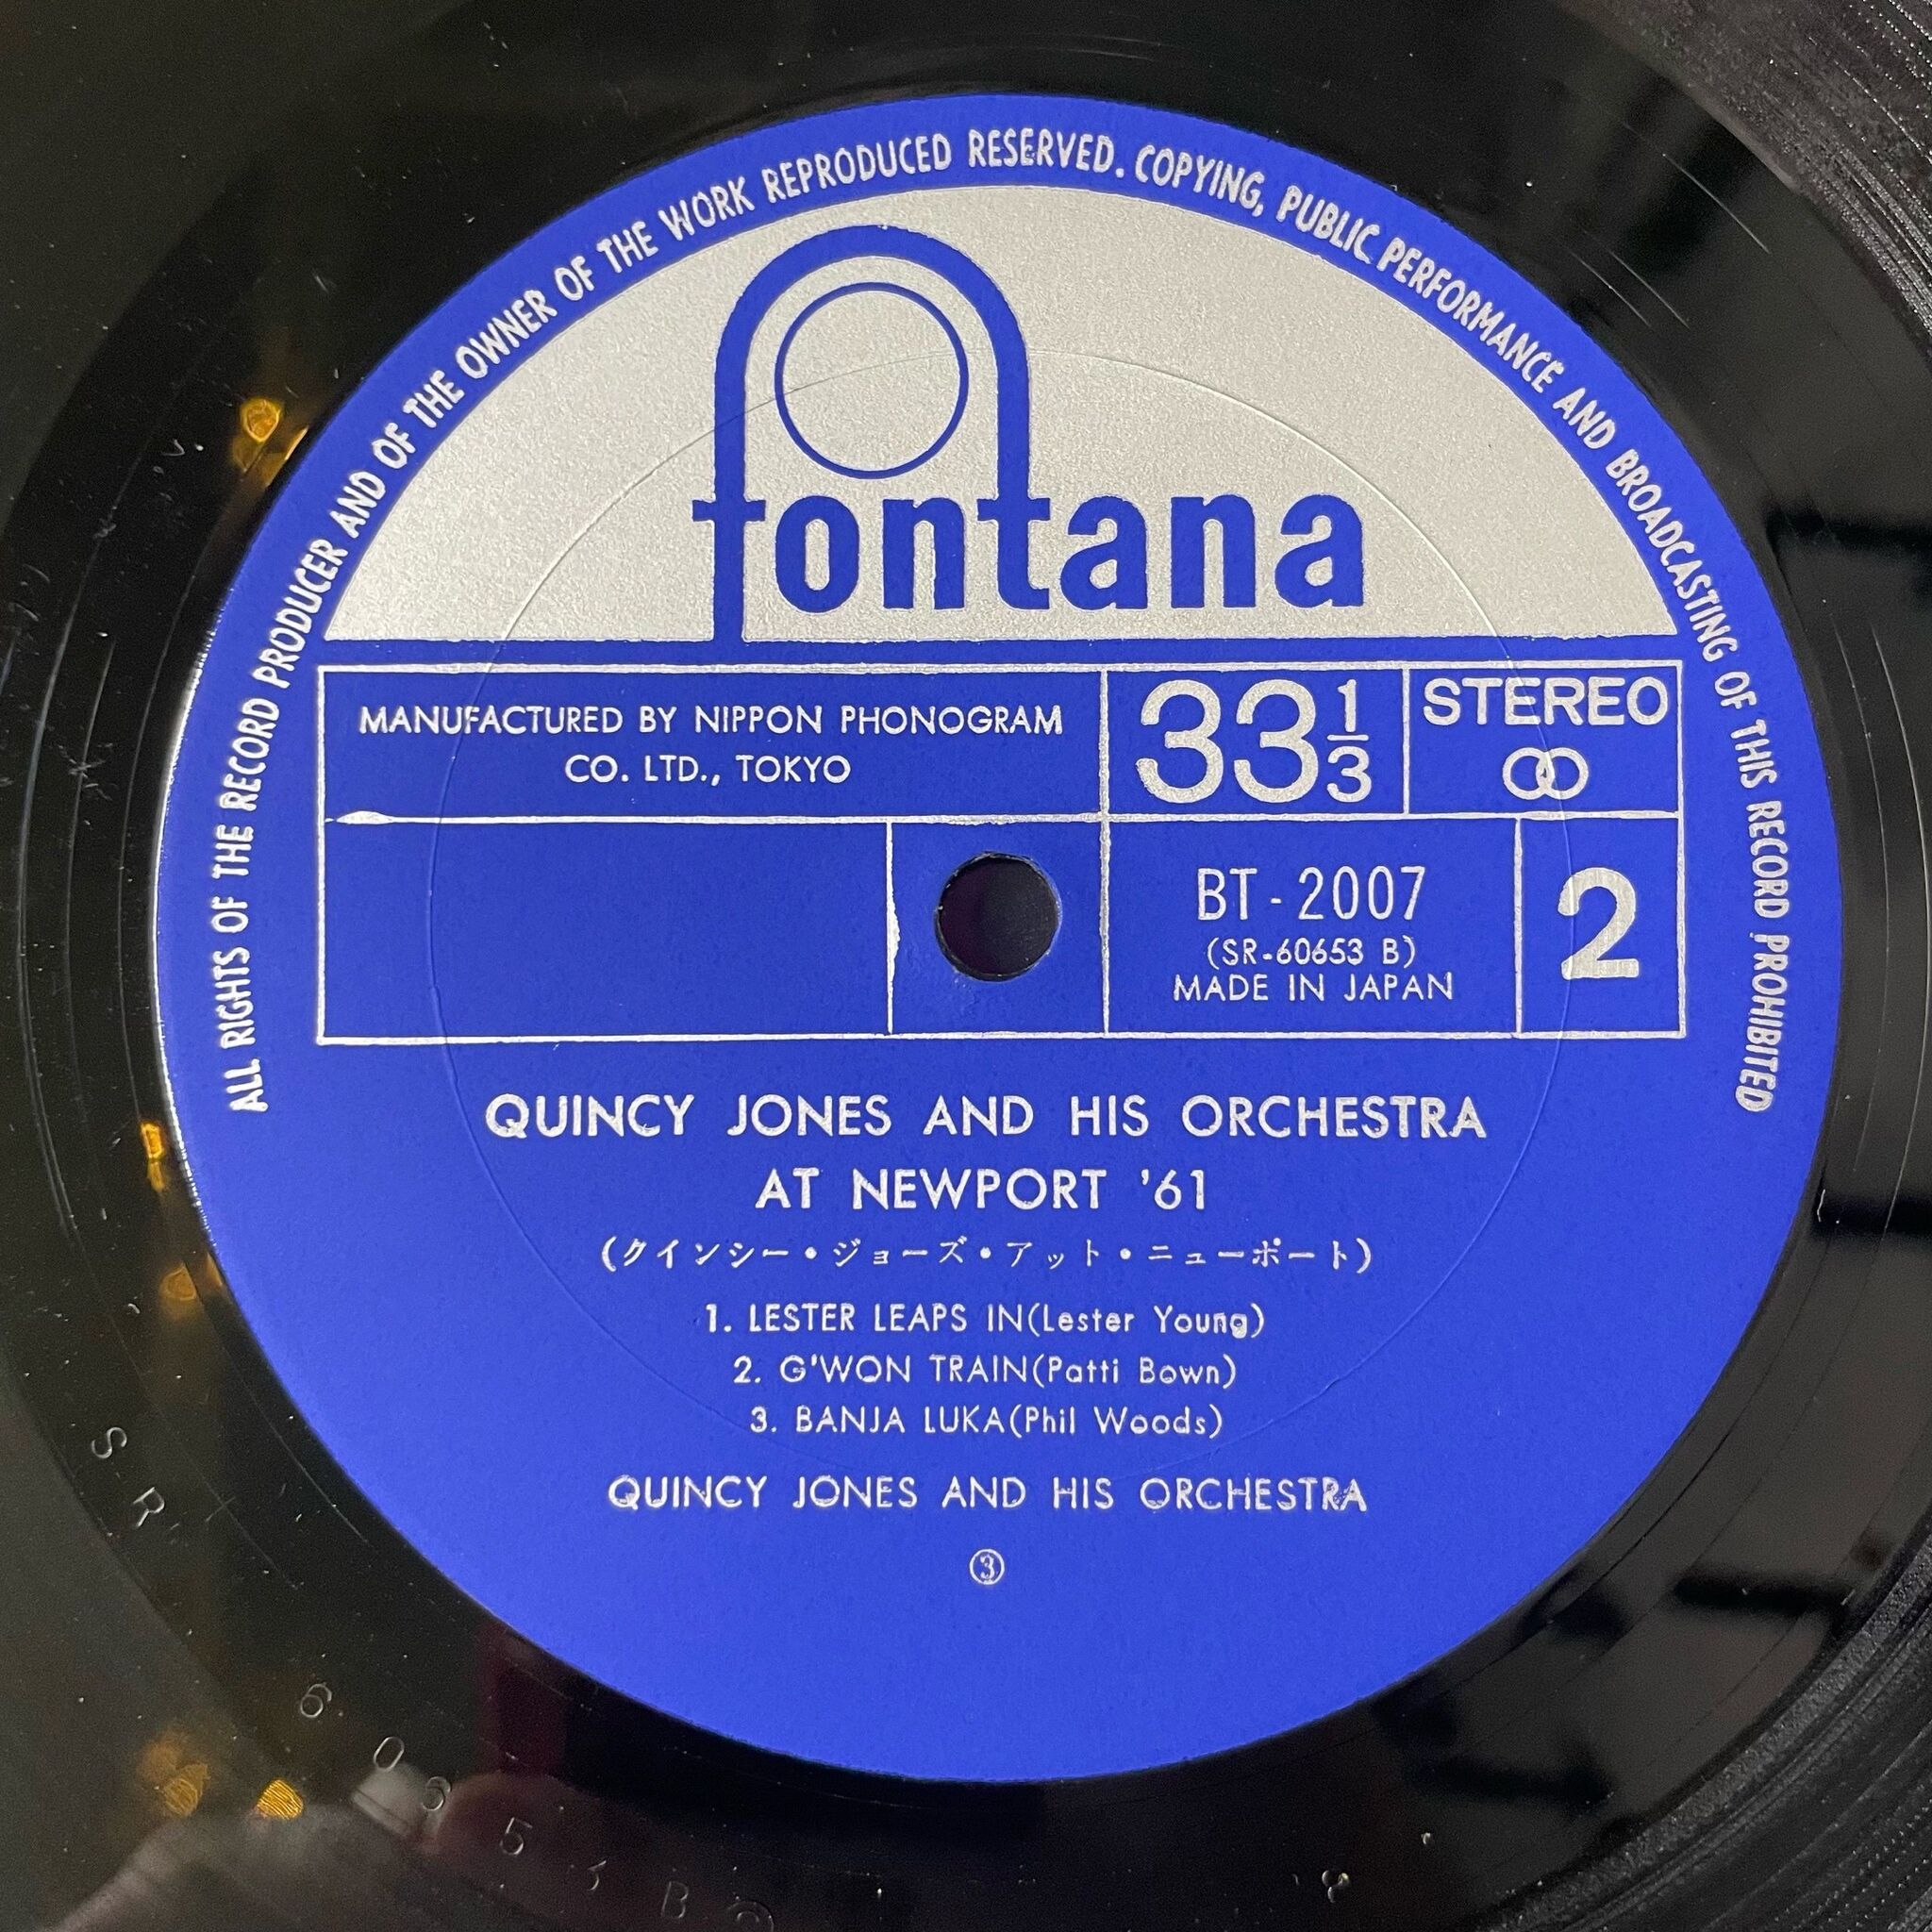 ALL RIGHTS OF THE RECORD PRODUCER AND OF THE OWNER OF THE WORK REPRODUCED RESERVED. COPYING, PUBLIC PERFORMANCE AND BROADCASTING OF THIS RECORD PROHIBITED
fontana
MANUFACTURED BY NIPPON PHONOGRAM
CO. LTD., TOKYO
33 1/3
STEREO
BT-2007
(SR-60653 B)
MADE IN JAPAN
2
QUINCY JONES AND HIS ORCHESTRA
AT NEWPORT '61
(クインシー・ジョーズ・アット・ニューポート)
1. LESTER LEAPS IN(Lester Young)
2. G'WON TRAIN(Patti Bown)
3. BANJA LUKA(Phil Woods)
QUINCY JONES AND HIS ORCHESTRA
③
SR